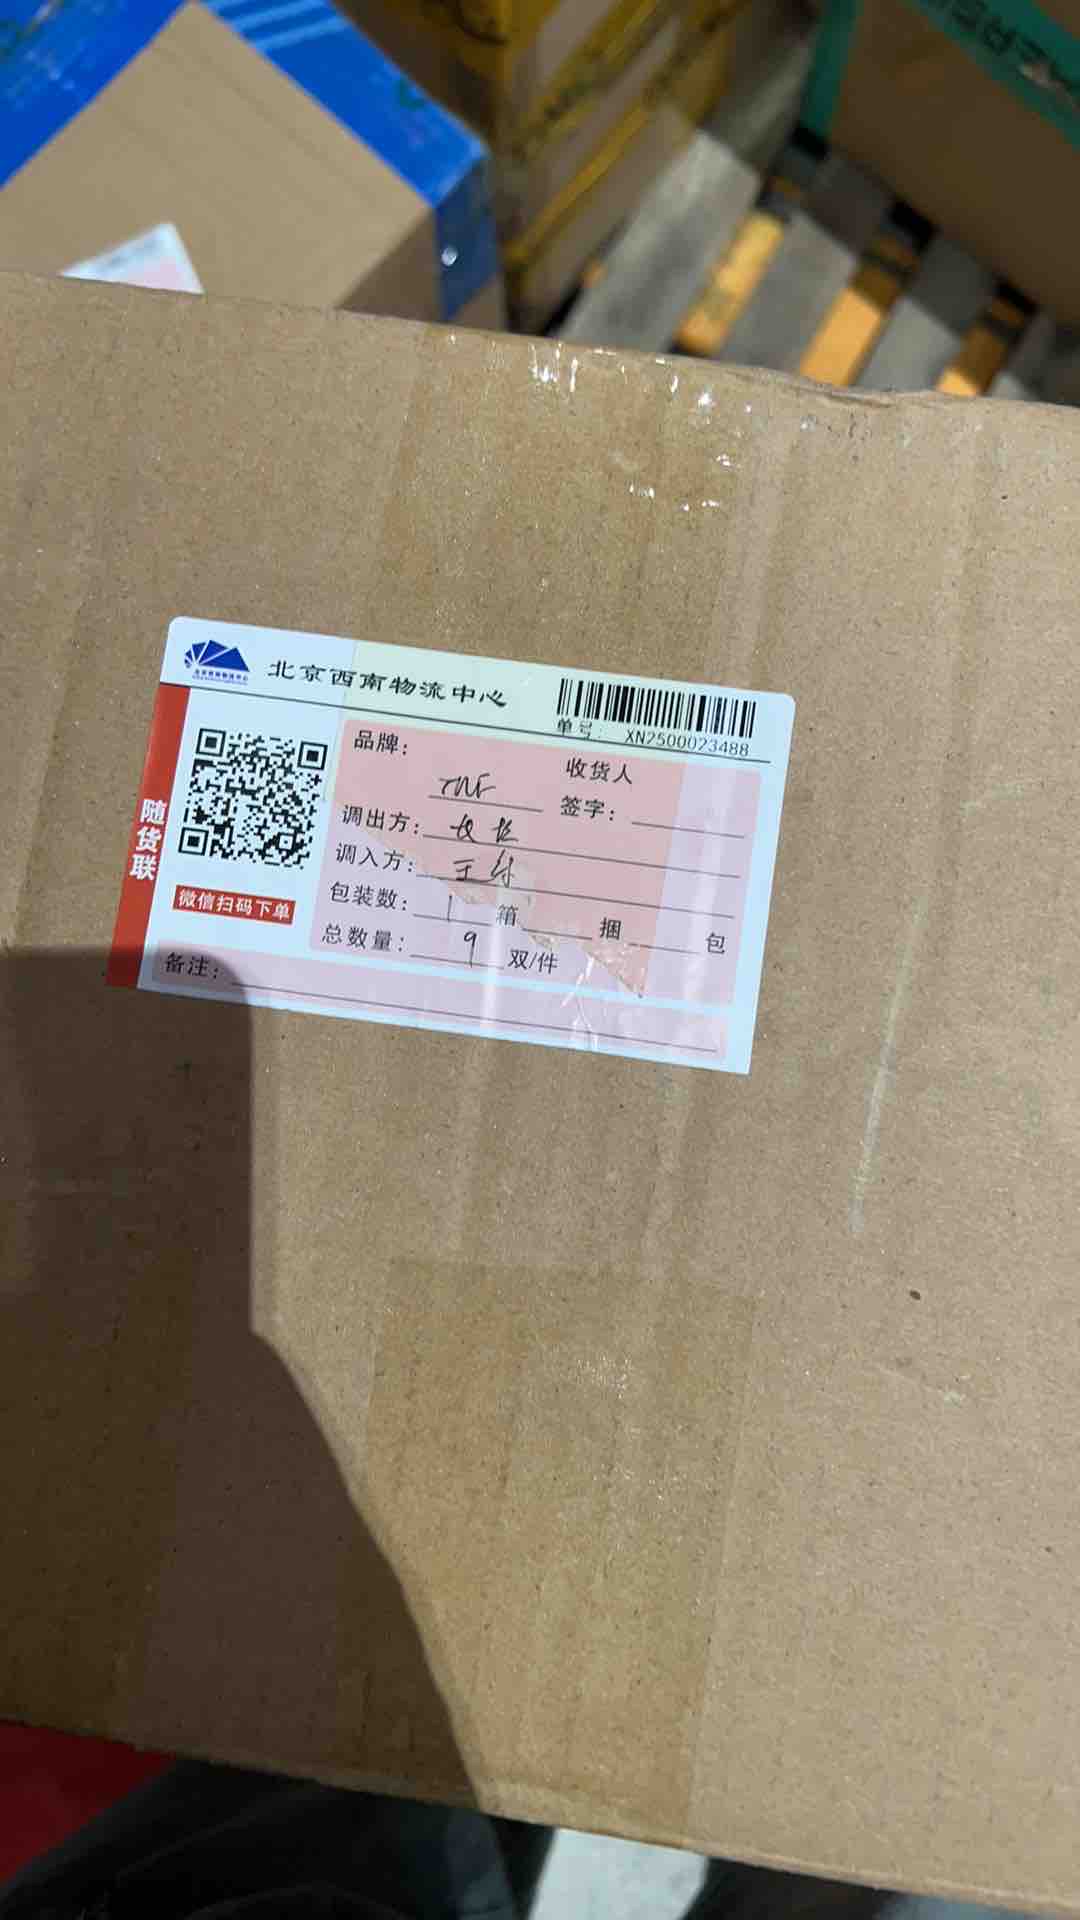 北京西南物流中心
单号: XN2500023488
随货联
微信扫码下单
品牌: TNF
收货人
签字:
调出方:
调入方: 王府
包装数: 1 箱 捆 包
总数量: 9 双/件
备注: